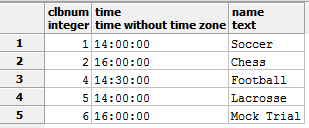 clbnum time name
integer time without time zone text
1 1 14:00:00 Soccer
2 2 16:00:00 Chess
3 4 14:30:00 Football
4 5 14:00:00 Lacrosse
5 6 16:00:00 Mock Trial